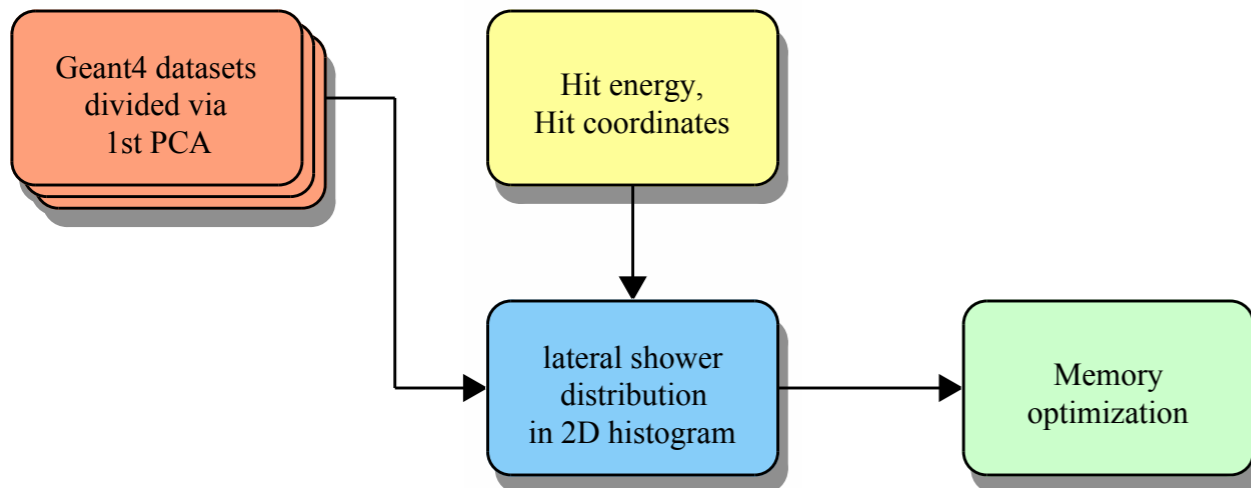 Geant4 datasets
divided via
1st PCA
Hit energy,
Hit coordinates
lateral shower
distribution
in 2D histogram
Memory
optimization